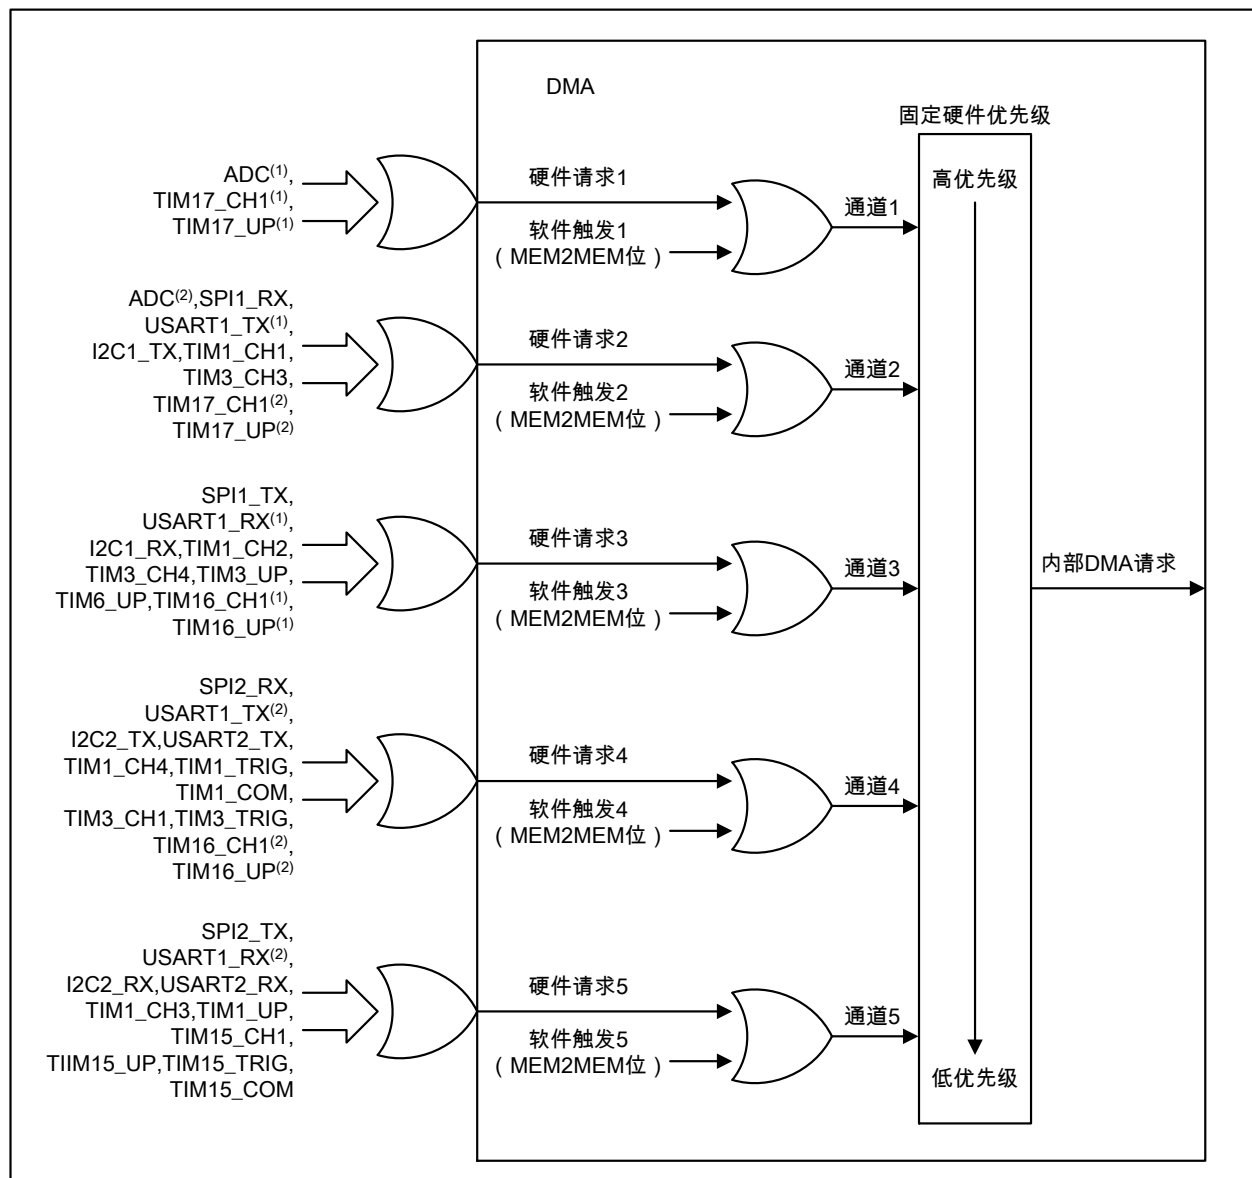 DMA
固定硬件优先级
高优先级
ADC(1),
TIM17_CH1(1),
TIM17_UP(1)
硬件请求1
软件触发1
（MEM2MEM位）
通道1
ADC(2),SPI1_RX,
USART1_TX(1),
I2C1_TX,TIM1_CH1,
TIM3_CH3,
TIM17_CH1(2),
TIM17_UP(2)
硬件请求2
软件触发2
（MEM2MEM位）
通道2
SPI1_TX,
USART1_RX(1),
I2C1_RX,TIM1_CH2,
TIM3_CH4,TIM3_UP,
TIM6_UP,TIM16_CH1(1),
TIM16_UP(1)
硬件请求3
软件触发3
（MEM2MEM位）
通道3
内部DMA请求
SPI2_RX,
USART1_TX(2),
I2C2_TX,USART2_TX,
TIM1_CH4,TIM1_TRIG,
TIM1_COM,
TIM3_CH1,TIM3_TRIG,
TIM16_CH1(2),
TIM16_UP(2)
硬件请求4
软件触发4
（MEM2MEM位）
通道4
SPI2_TX,
USART1_RX(2),
I2C2_RX,USART2_RX,
TIM1_CH3,TIM1_UP,
TIM15_CH1,
TIIM15_UP,TIM15_TRIG,
TIM15_COM
硬件请求5
软件触发5
（MEM2MEM位）
通道5
低优先级